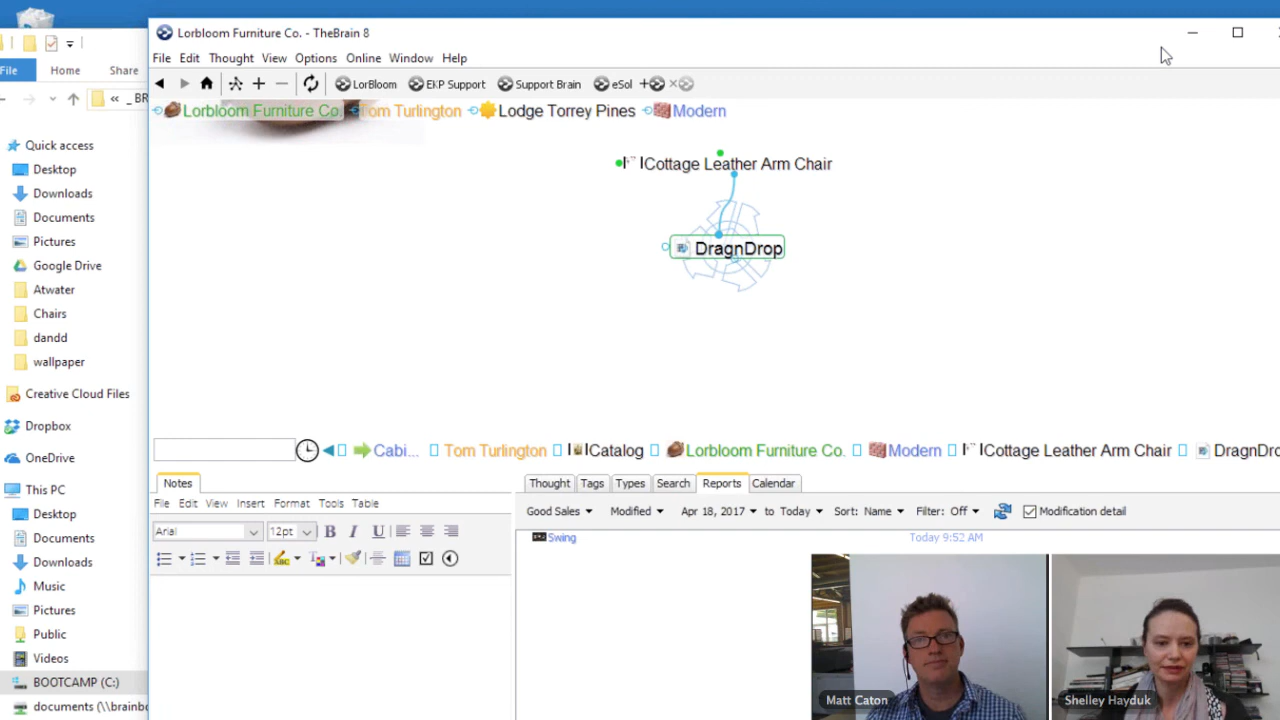 Lorbloom Furniture Co. - TheBrain 8
File Home Share
File Edit Thought View Options Online Window Help
« _ BR
LorBloom EKP Support Support Brain eSol
Lorbloom Furniture Co. Tom Turlington Lodge Torrey Pines Modern
Cottage Leather Arm Chair
DragnDrop
Quick access
Desktop
Downloads
Documents
Pictures
Google Drive
Atwater
Chairs
dandd
wallpaper
Creative Cloud Files
Dropbox
OneDrive
This PC
Desktop
Documents
Downloads
Music
Pictures
Public
Videos
BOOTCAMP (C:)
documents (\\brainbo
Cabi... Tom Turlington Catalog Lorbloom Furniture Co. Modern Cottage Leather Arm Chair DragnDro
Notes
File Edit View Insert Format Tools Table
Arial 12pt B I U
Thought Tags Types Search Reports Calendar
Good Sales Modified Apr 18, 2017 to Today Sort: Name Filter: Off Modification detail
Swing Today 9:52 AM
Matt Caton Shelley Hayduk